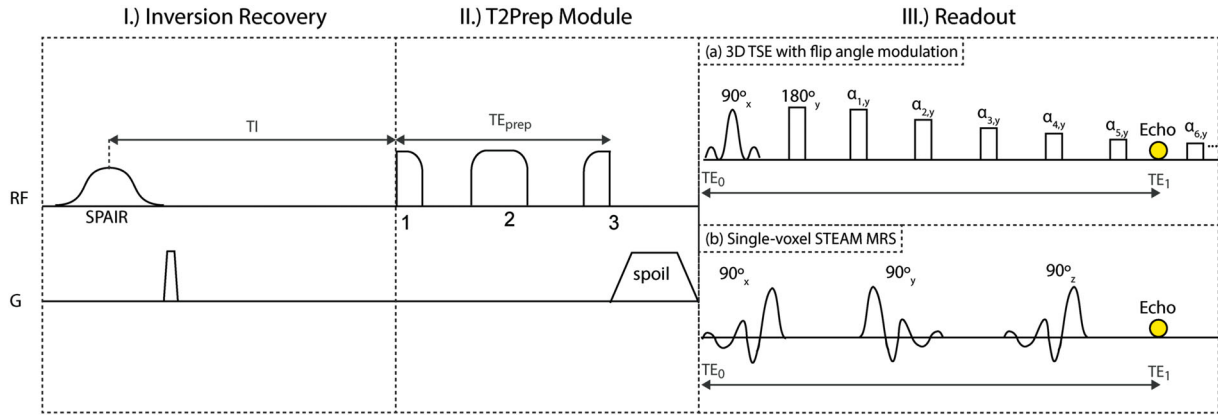 I.) Inversion Recovery
II.) T2Prep Module
III.) Readout
(a) 3D TSE with flip angle modulation
90°x
180°y
α1,y
α2,y
α3,y
α4,y
α5,y
Echo
α6,y
...
TE0
TE1
TI
TEprep
RF
SPAIR
1
2
3
(b) Single-voxel STEAM MRS
90°x
90°y
90°z
Echo
TE0
TE1
G
spoil